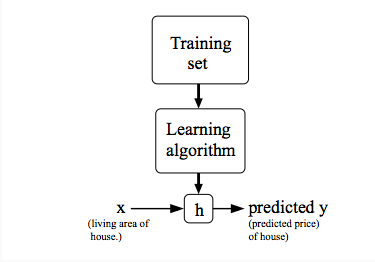 Training
set
Learning
algorithm
x
h
predicted y
(living area of
house.)
(predicted price)
of house)